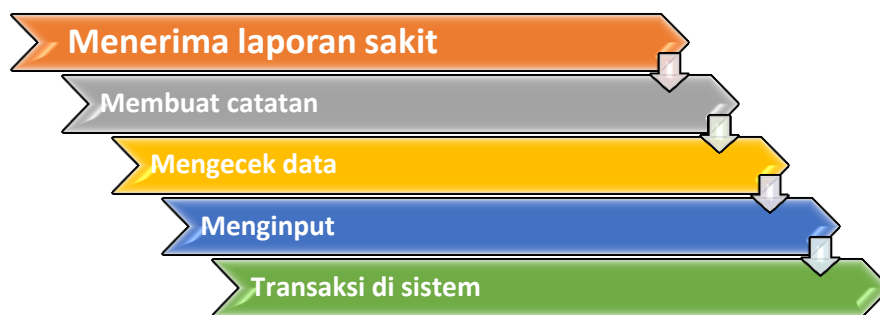 Menerima laporan sakit
Membuat catatan
Mengecek data
Menginput
Transaksi di sistem